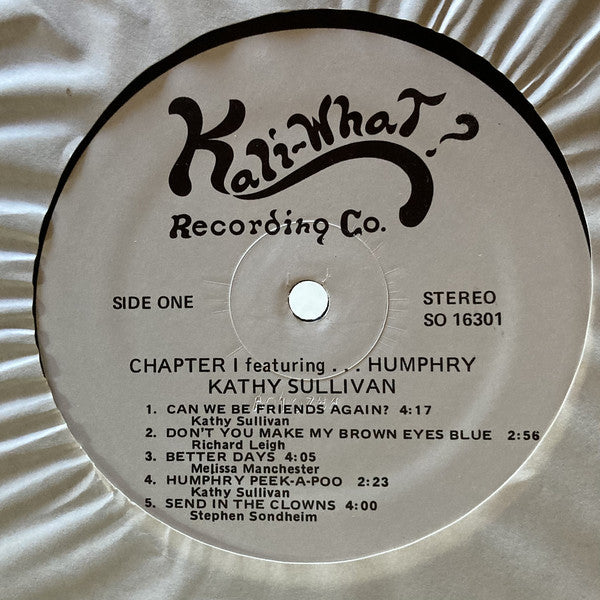 Kali-What?
Recording Co.
SIDE ONE
STEREO
SO 16301
CHAPTER I featuring . . . HUMPHRY
KATHY SULLIVAN
1. CAN WE BE FRIENDS AGAIN? 4:17
Kathy Sullivan
2. DON'T YOU MAKE MY BROWN EYES BLUE 2:56
Richard Leigh
3. BETTER DAYS 4:05
Melissa Manchester
4. HUMPHRY PEEK-A-POO 2:23
Kathy Sullivan
5. SEND IN THE CLOWNS 4:00
Stephen Sondheim